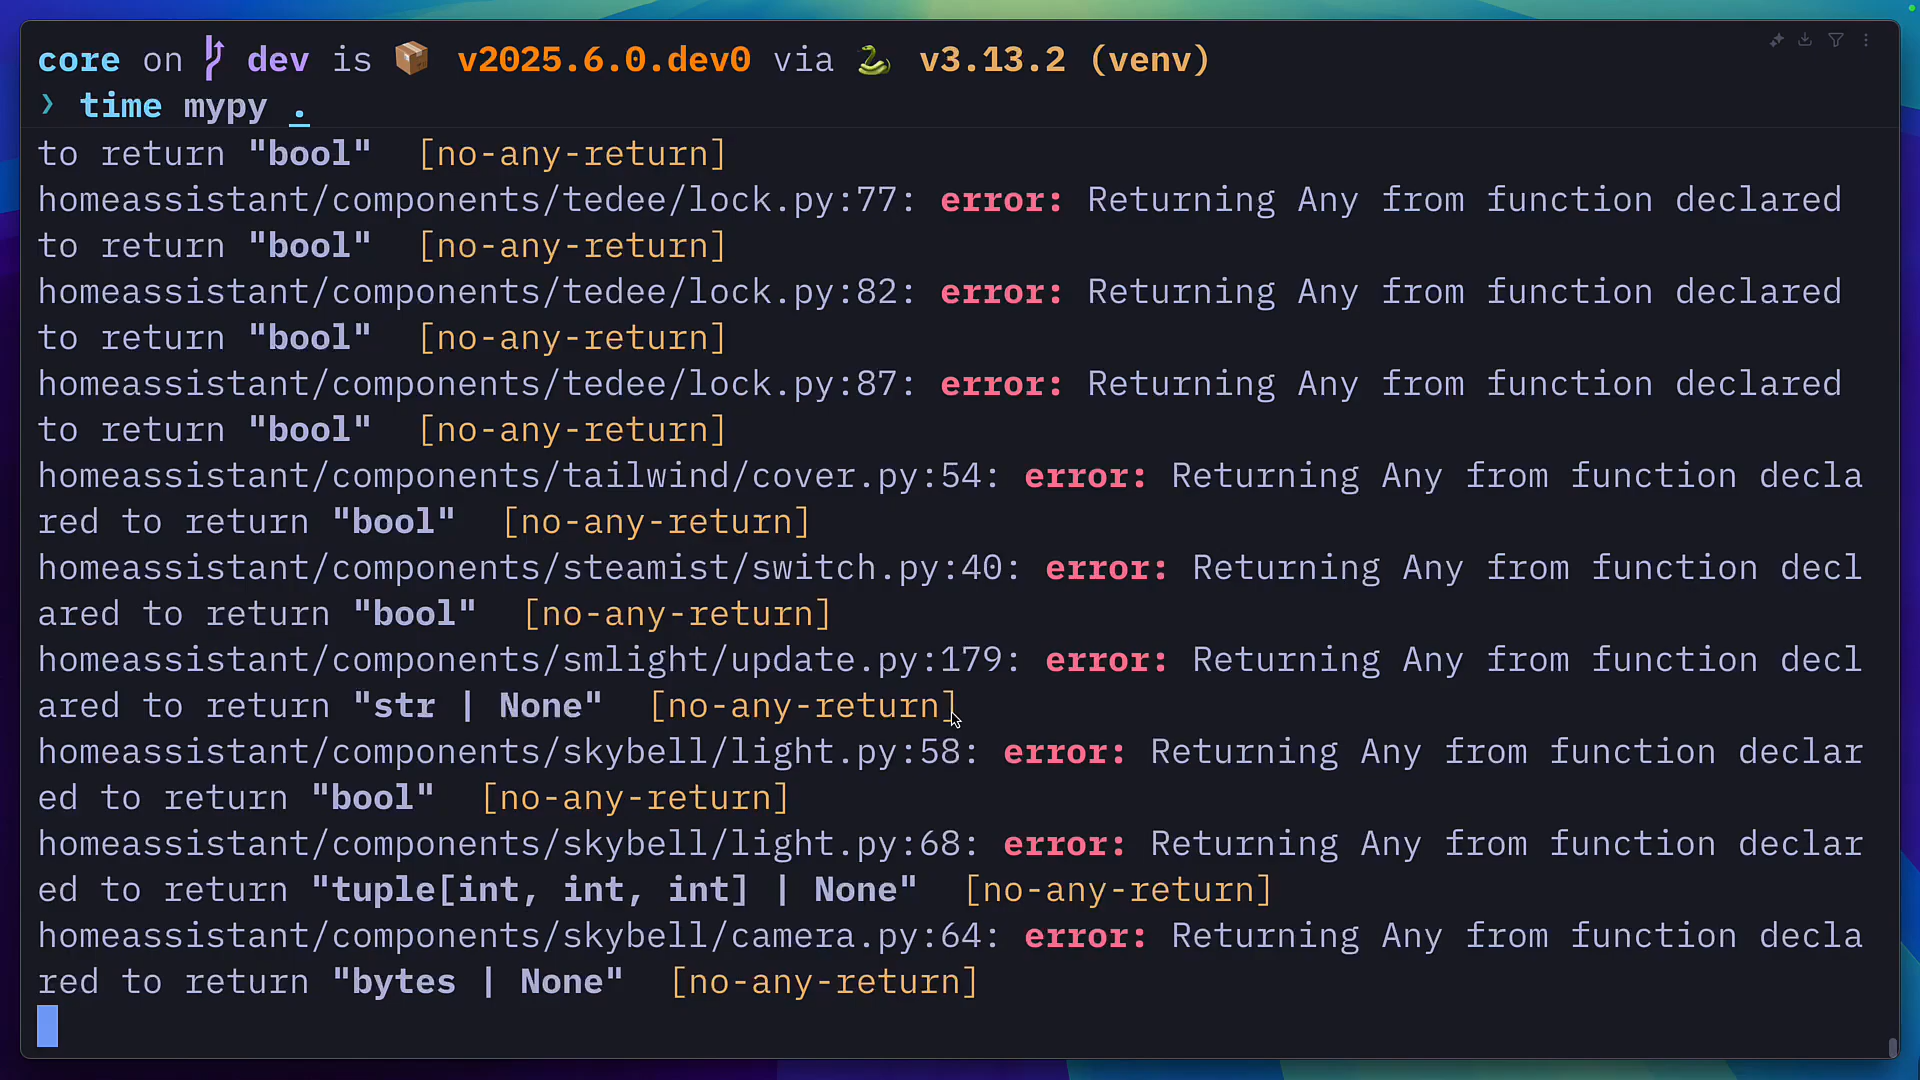 core on dev is 📦 v2025.6.0.dev0 via 🐍 v3.13.2 (venv)
❯ time mypy .
to return "bool"  [no-any-return]
homeassistant/components/tedee/lock.py:77: error: Returning Any from function declared
to return "bool"  [no-any-return]
homeassistant/components/tedee/lock.py:82: error: Returning Any from function declared
to return "bool"  [no-any-return]
homeassistant/components/tedee/lock.py:87: error: Returning Any from function declared
to return "bool"  [no-any-return]
homeassistant/components/tailwind/cover.py:54: error: Returning Any from function decla
red to return "bool"  [no-any-return]
homeassistant/components/steamist/switch.py:40: error: Returning Any from function decl
ared to return "bool"  [no-any-return]
homeassistant/components/smlight/update.py:179: error: Returning Any from function decl
ared to return "str | None"  [no-any-return]
homeassistant/components/skybell/light.py:58: error: Returning Any from function declar
ed to return "bool"  [no-any-return]
homeassistant/components/skybell/light.py:68: error: Returning Any from function declar
ed to return "tuple[int, int, int] | None"  [no-any-return]
homeassistant/components/skybell/camera.py:64: error: Returning Any from function decla
red to return "bytes | None"  [no-any-return]